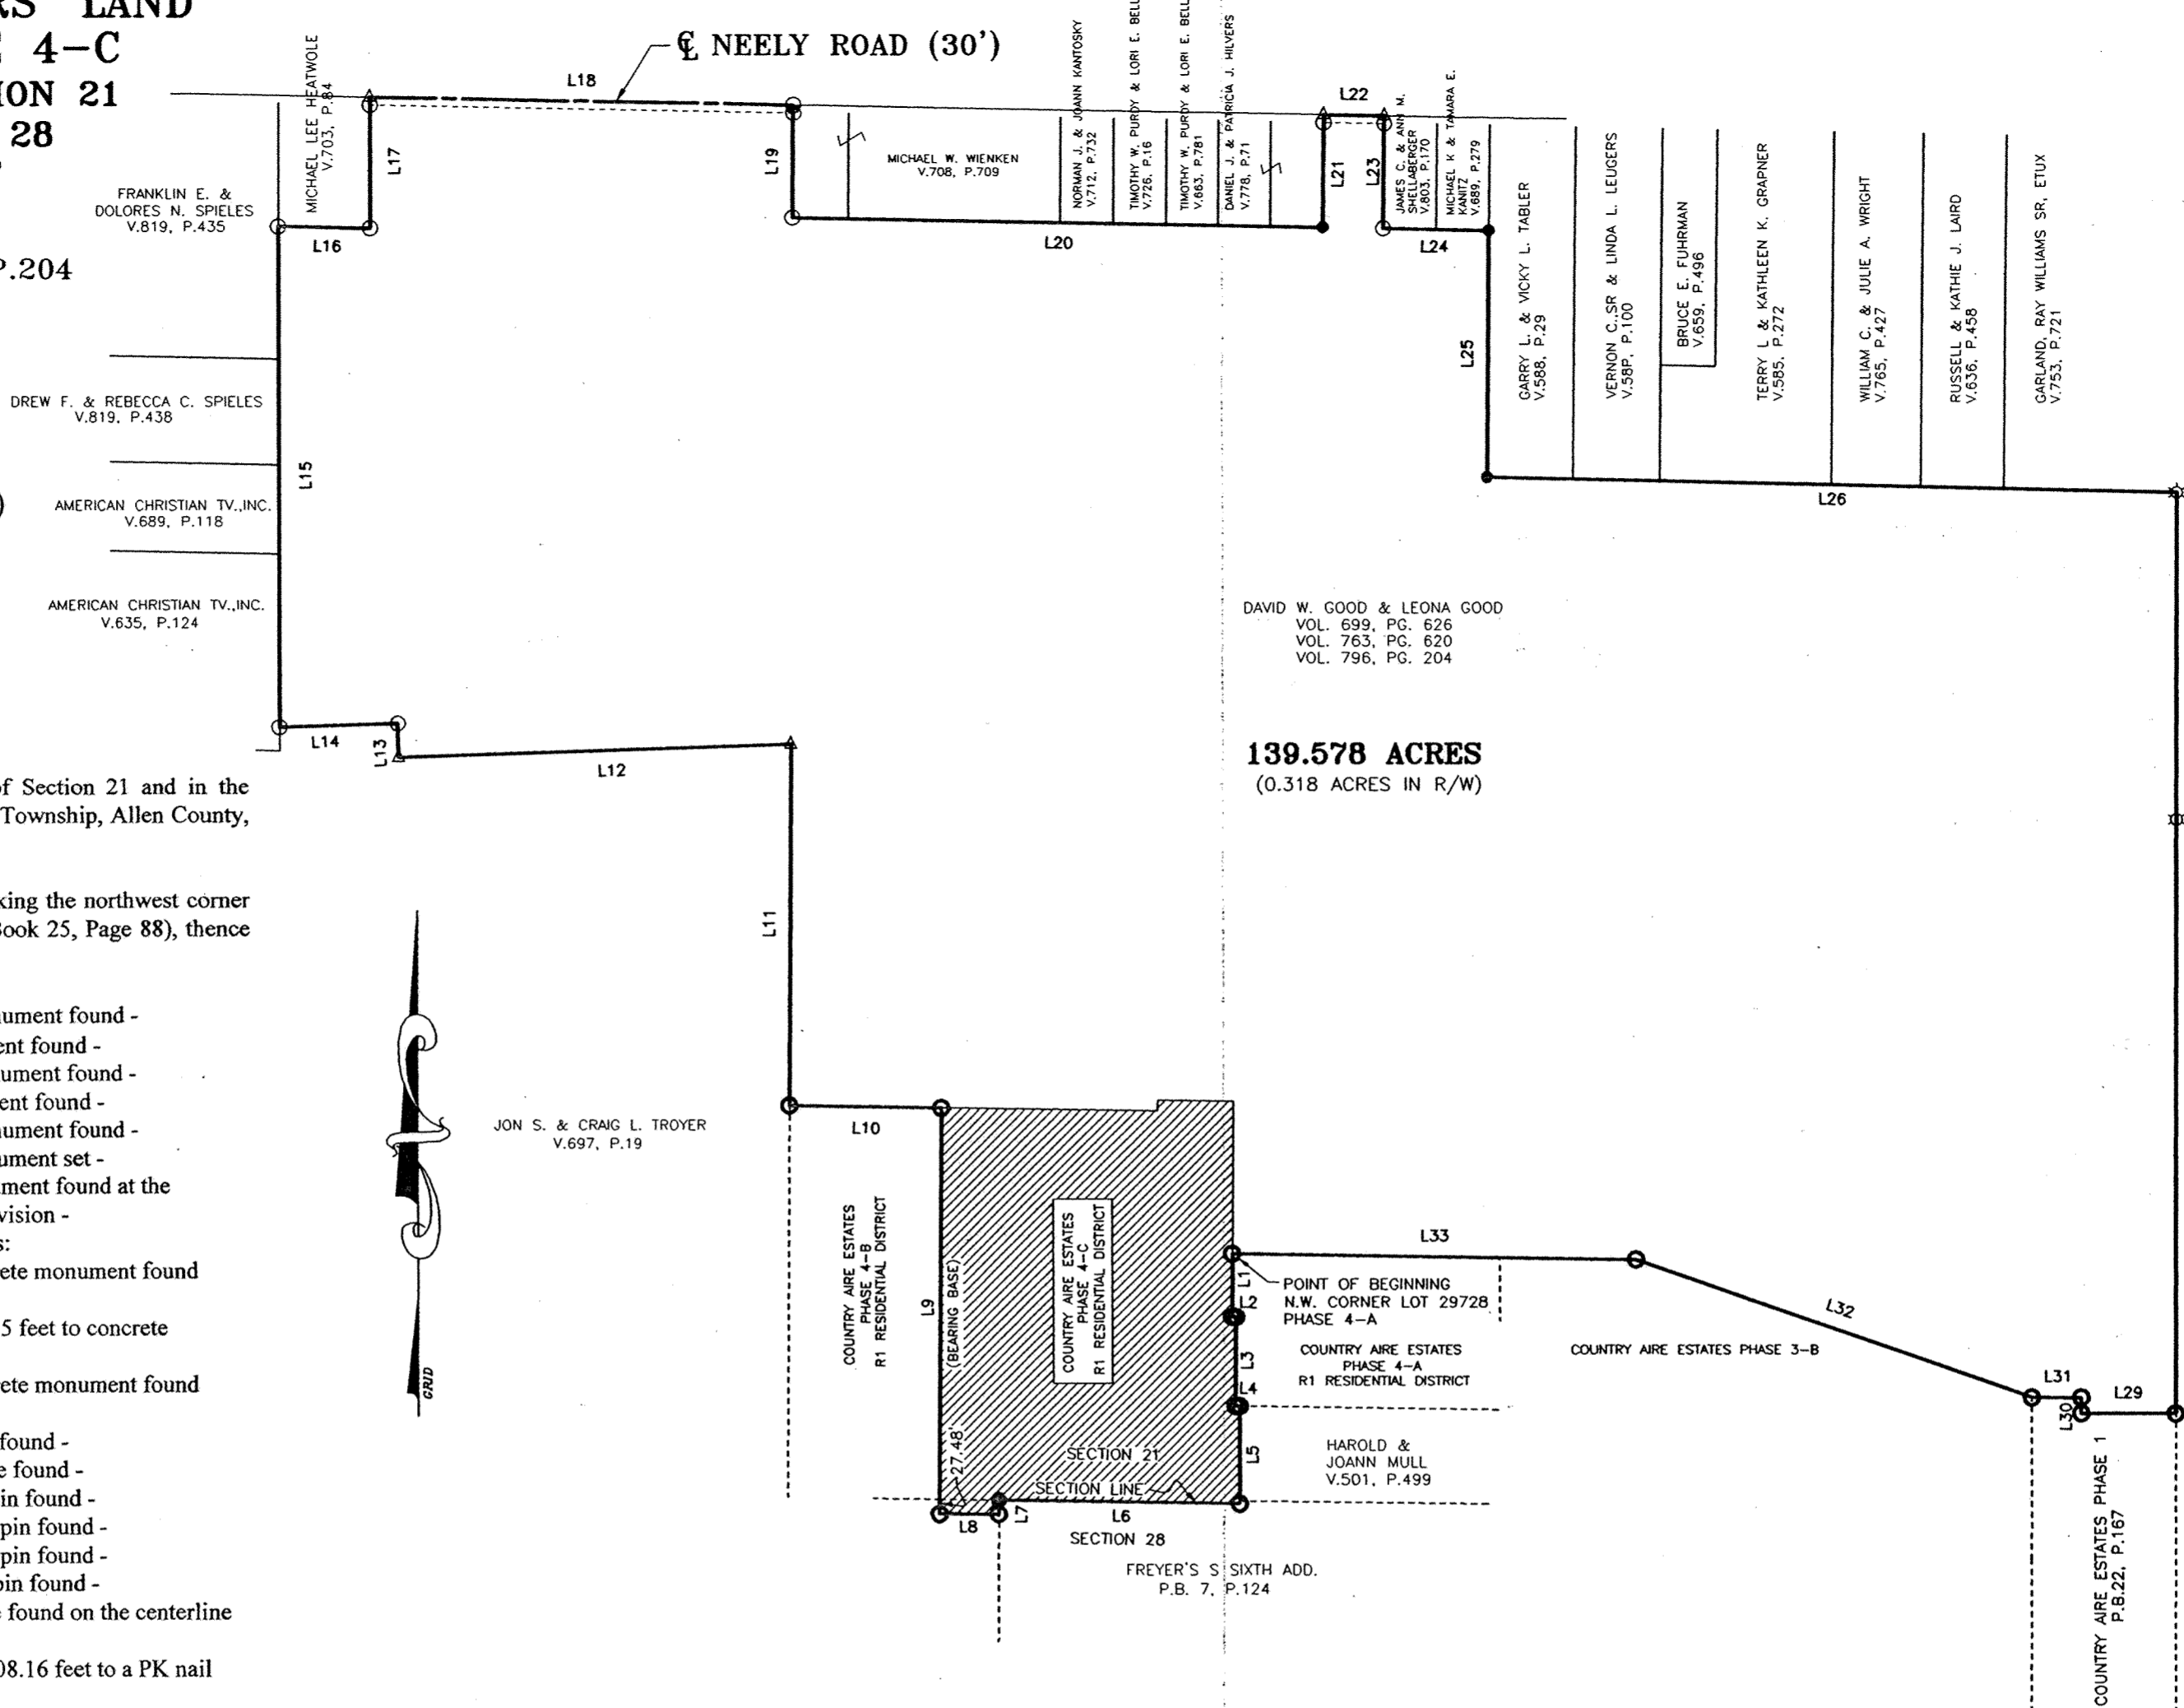 RS' LAND
4-C
ION 21
28
P.204
)
℄ NEELY ROAD (30')
L18
MICHAEL LEE HEATWOLE
V.703, P.84
L17
L19
FRANKLIN E. &
DOLORES N. SPIELES
V.819, P.435
L16
MICHAEL W. WIENKEN
V.708, P.709
NORMAN J. & JOANN KANTOSKY
V.712, P.732
TIMOTHY W. PURDY & LORI E. BELL
V.726, P.16
TIMOTHY W. PURDY & LORI E. BELL
V.663, P.781
DANIEL J. & PATRICIA J. HILVERS
V.778, P.71
L20
L21
L22
L23
JAMES C. & ANN M.
SHELLABERGER
V.803, P.170
MICHAEL K & TAMARA E.
KANITZ
V.689, P.279
L24
L25
GARRY L. & VICKY L. TABLER
V.588, P.29
VERNON C.,SR & LINDA L. LEUGERS
V.58P, P.100
BRUCE E. FUHRMAN
V.659, P.496
TERRY L & KATHLEEN K. GRAPNER
V.585, P.272
WILLIAM C. & JULIE A. WRIGHT
V.765, P.427
RUSSELL & KATHIE J. LAIRD
V.636, P.458
GARLAND, RAY WILLIAMS SR, ETUX
V.753, P.721
L26
DREW F. & REBECCA C. SPIELES
V.819, P.438
L15
AMERICAN CHRISTIAN TV.,INC.
V.689, P.118
AMERICAN CHRISTIAN TV.,INC.
V.635, P.124
DAVID W. GOOD & LEONA GOOD
VOL. 699, PG. 626
VOL. 763, PG. 620
VOL. 796, PG. 204
139.578 ACRES
(0.318 ACRES IN R/W)
L14
L13
L12
L11
of Section 21 and in the
Township, Allen County,
king the northwest corner
Book 25, Page 88), thence
ument found -
ent found -
ument found -
ent found -
nument found -
ument set -
ment found at the
vision -
s:
ete monument found
5 feet to concrete
ete monument found
found -
e found -
in found -
pin found -
pin found -
pin found -
e found on the centerline
08.16 feet to a PK nail
GRID
JON S. & CRAIG L. TROYER
V.697, P.19
L10
COUNTRY AIRE ESTATES
PHASE 4-B
R1 RESIDENTIAL DISTRICT
L9
(BEARING BASE)
27.48'
COUNTRY AIRE ESTATES
PHASE 4-C
R1 RESIDENTIAL DISTRICT
SECTION 21
SECTION LINE
L8
L7
L6
SECTION 28
FREYER'S S SIXTH ADD.
P.B. 7, P.124
L33
L1
POINT OF BEGINNING
N.W. CORNER LOT 29728
PHASE 4-A
L2
L3
COUNTRY AIRE ESTATES
PHASE 4-A
R1 RESIDENTIAL DISTRICT
L4
L5
HAROLD &
JOANN MULL
V.501, P.499
L32
COUNTRY AIRE ESTATES PHASE 3-B
L31
L30
L29
COUNTRY AIRE ESTATES PHASE 1
P.B.22, P.167